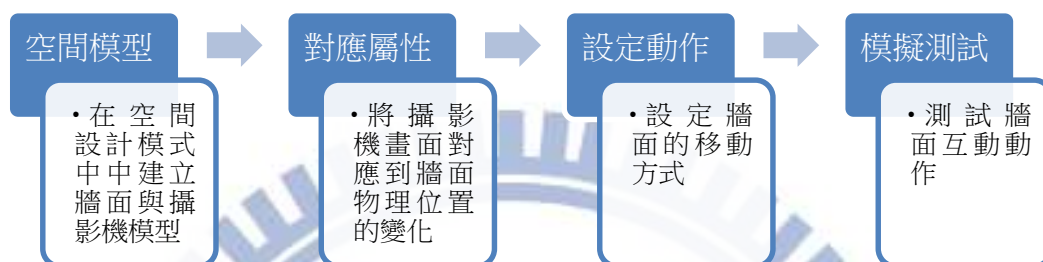 空間模型
•在空間
設計模式
中中建立
牆面與攝
影機模型
對應屬性
•將攝影
機畫面對
應到牆面
物理位置
的變化
設定動作
•設定牆
面的移動
方式
模擬測試
•測試牆
面互動動
作